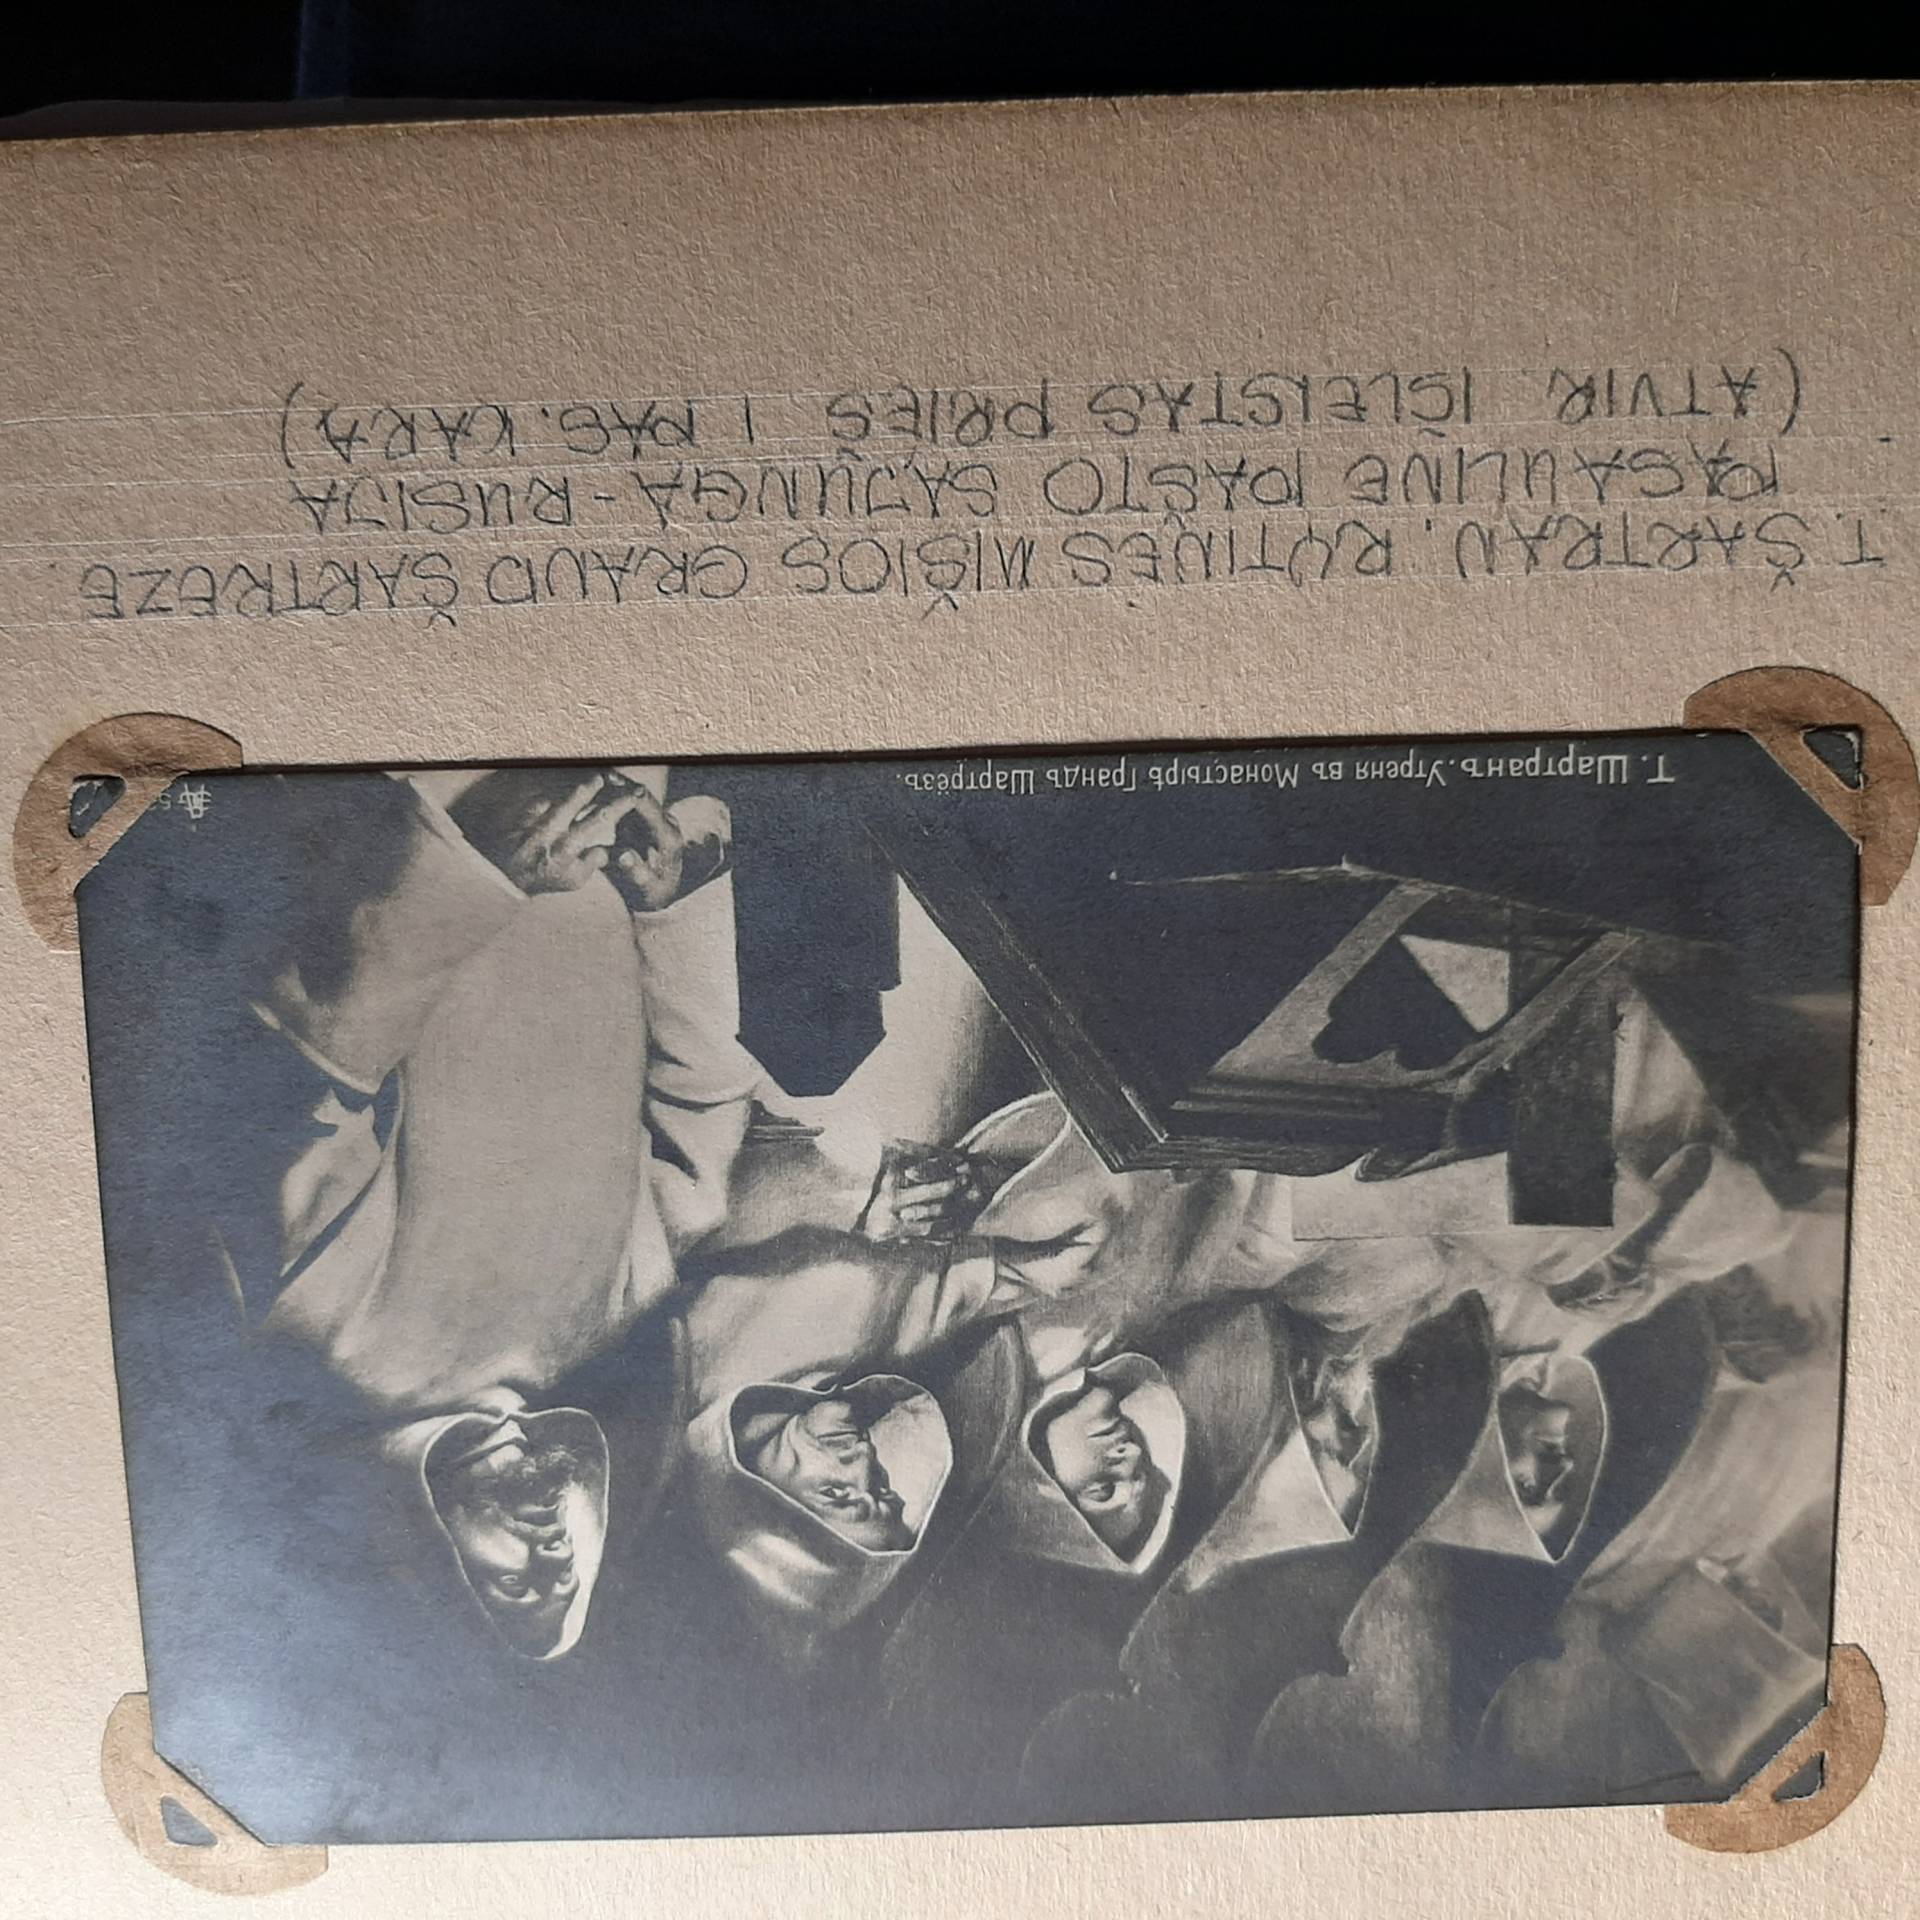 Т. Шартранъ. Утреня въ Монастырѣ Грандъ Шартрёзъ.
T. ŠARTRAN. RYTINĖS MIŠIOS GRAND ŠARTREZE
PASAULINĖ PAŠTO SĄJUNGA - RUSIJA
(ATVIR. IŠLEISTAS PRIEŠ I PAS. KARĄ)